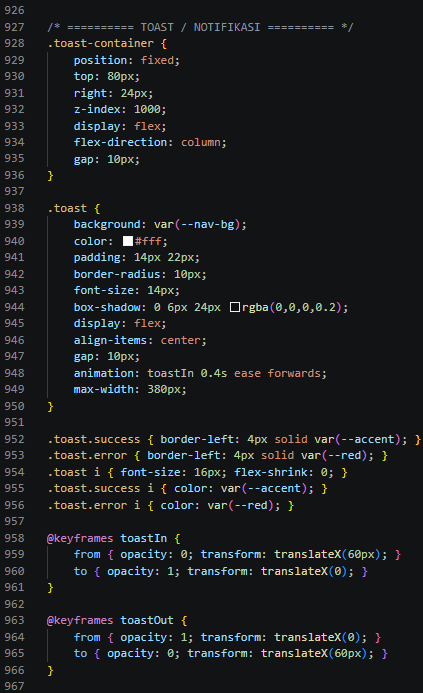 926
927 /* ========== TOAST / NOTIFIKASI ========== */
928 .toast-container {
929     position: fixed;
930     top: 80px;
931     right: 24px;
932     z-index: 1000;
933     display: flex;
934     flex-direction: column;
935     gap: 10px;
936 }
937
938 .toast {
939     background: var(--nav-bg);
940     color: #fff;
941     padding: 14px 22px;
942     border-radius: 10px;
943     font-size: 14px;
944     box-shadow: 0 6px 24px rgba(0,0,0,0.2);
945     display: flex;
946     align-items: center;
947     gap: 10px;
948     animation: toastIn 0.4s ease forwards;
949     max-width: 380px;
950 }
951
952 .toast.success { border-left: 4px solid var(--accent); }
953 .toast.error { border-left: 4px solid var(--red); }
954 .toast i { font-size: 16px; flex-shrink: 0; }
955 .toast.success i { color: var(--accent); }
956 .toast.error i { color: var(--red); }
957
958 @keyframes toastIn {
959     from { opacity: 0; transform: translateX(60px); }
960     to { opacity: 1; transform: translateX(0); }
961 }
962
963 @keyframes toastOut {
964     from { opacity: 1; transform: translateX(0); }
965     to { opacity: 0; transform: translateX(60px); }
966 }
967